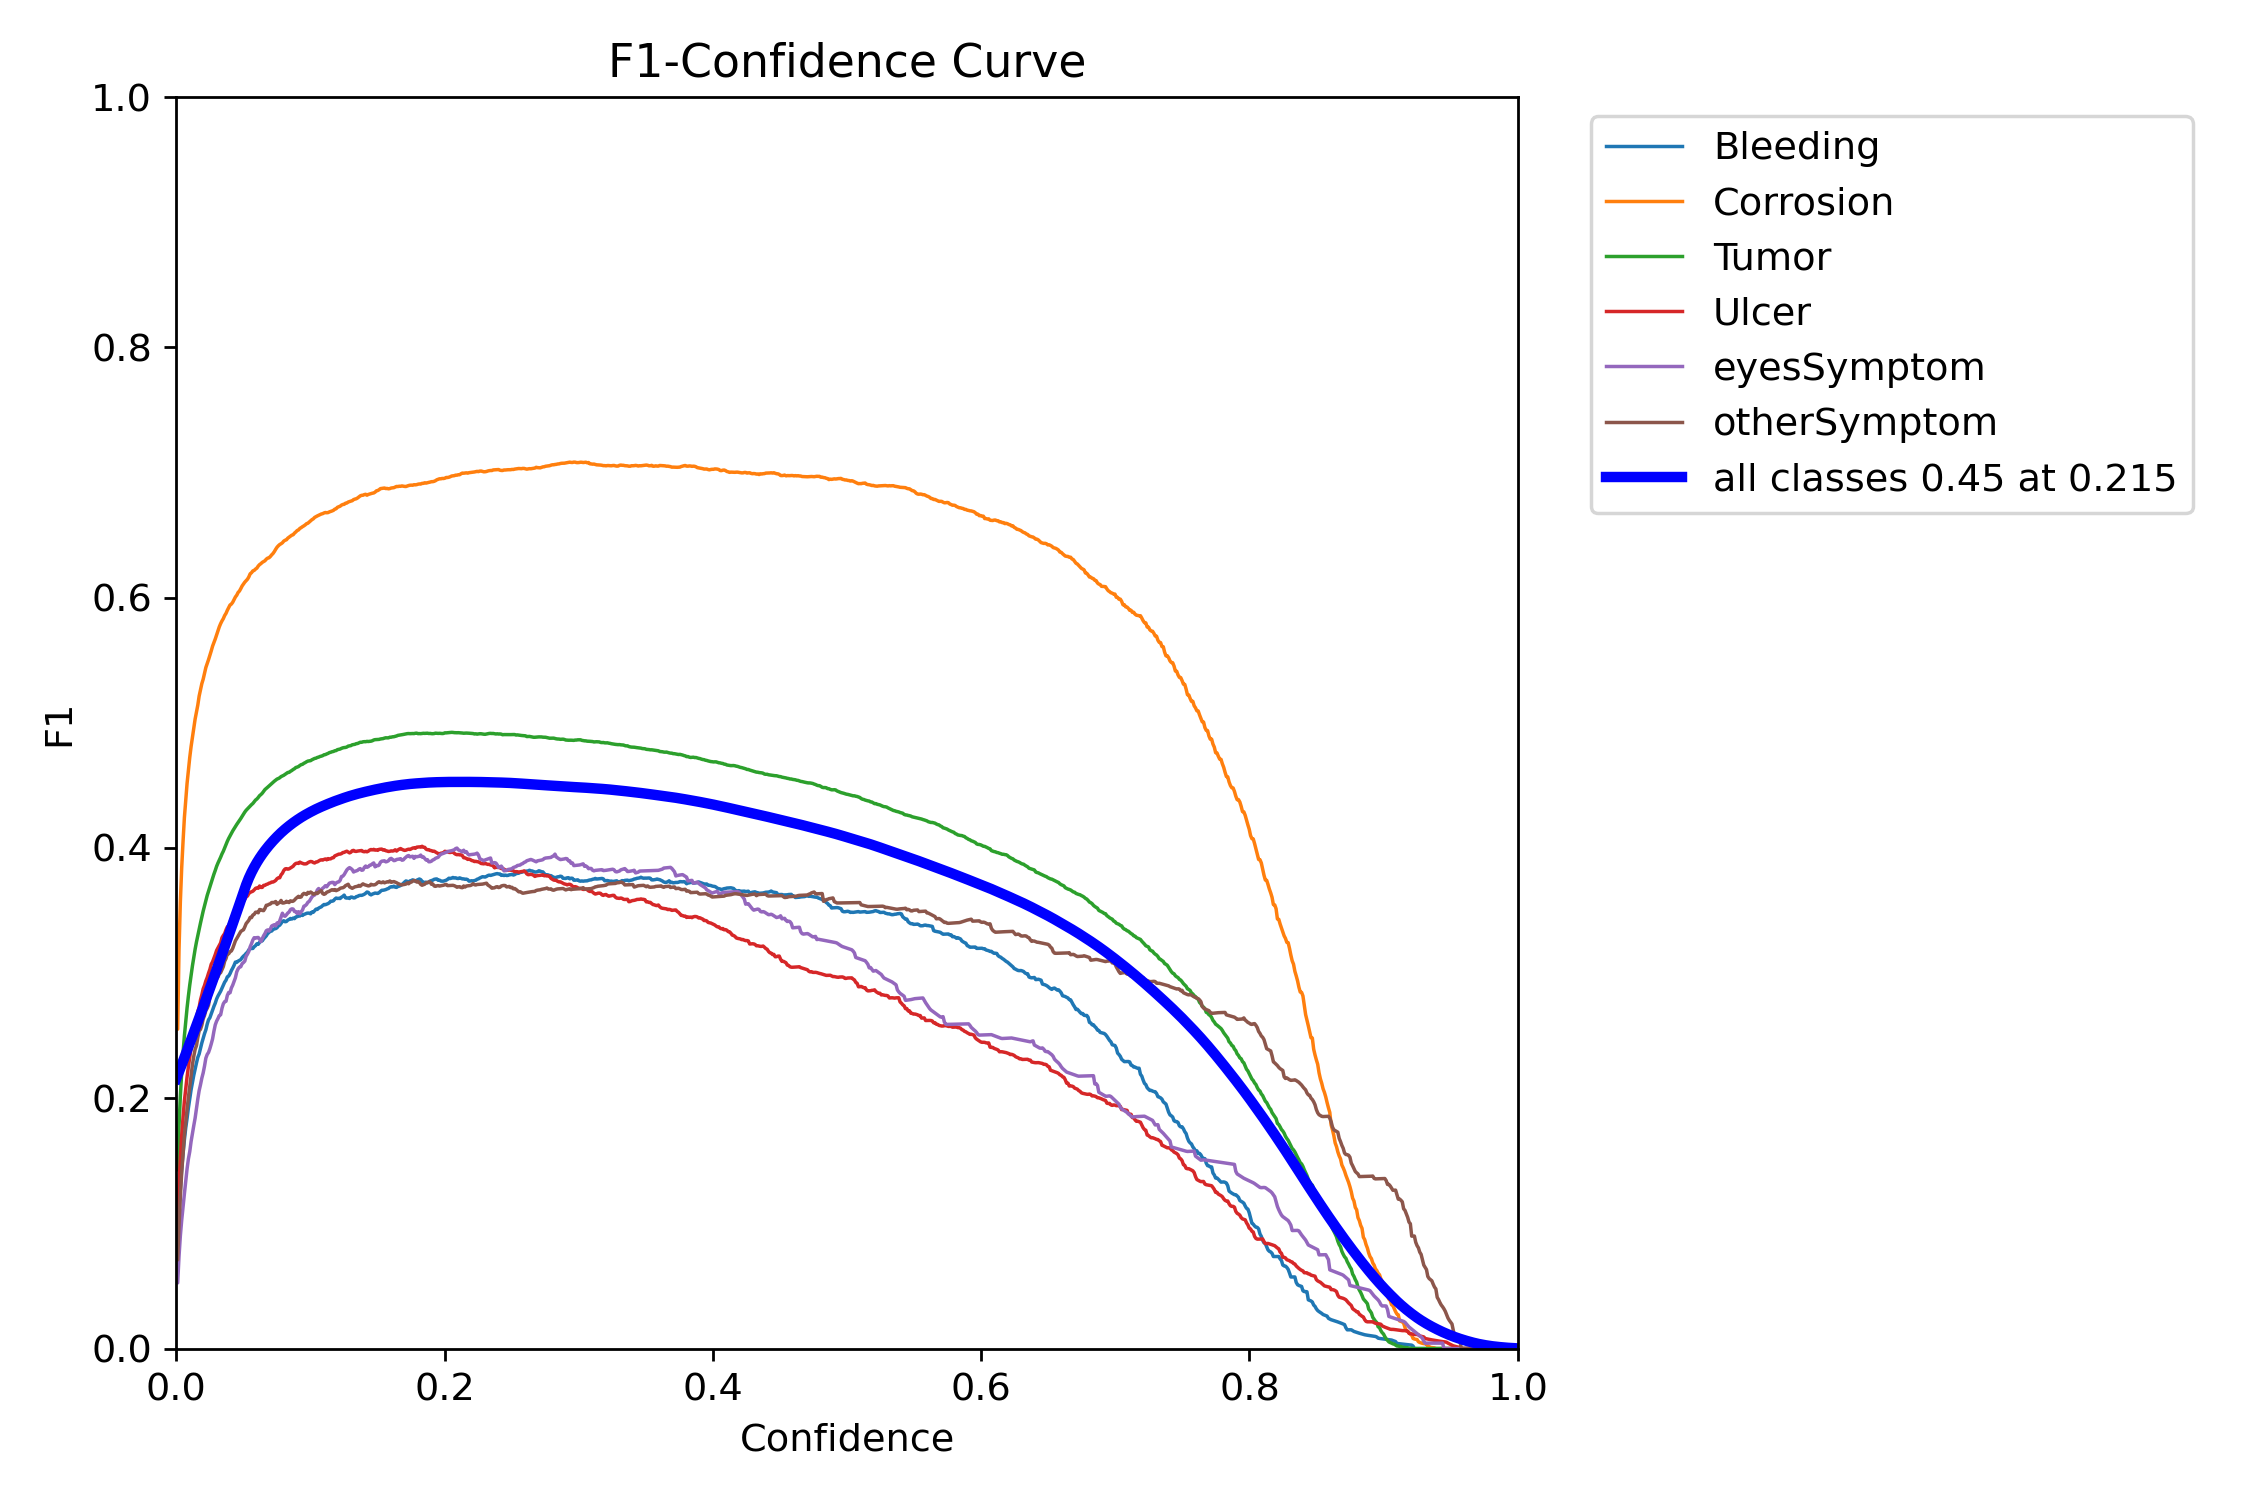 F1-Confidence Curve
1.0
0.8
0.6
0.4
0.2
0.0
F1
0.0 0.2 0.4 0.6 0.8 1.0
Confidence
Bleeding
Corrosion
Tumor
Ulcer
eyesSymptom
otherSymptom
all classes 0.45 at 0.215